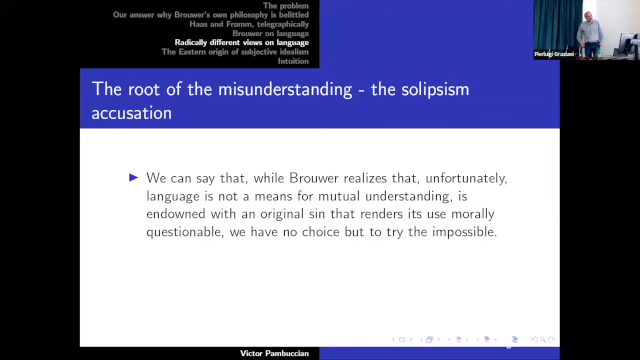 The problem
Our answer why Brouwer's own philosophy is belittled
Haas and Fromm, telegraphically
Brouwer on language
Radically different views on language
The Eastern origin of subjective idealism
Intuition
Pierluigi Graziani
The root of the misunderstanding - the solipsism
accusation
We can say that, while Brouwer realizes that, unfortunately,
language is not a means for mutual understanding, is
endowned with an original sin that renders its use morally
questionable, we have no choice but to try the impossible.
Victor Pambuccian